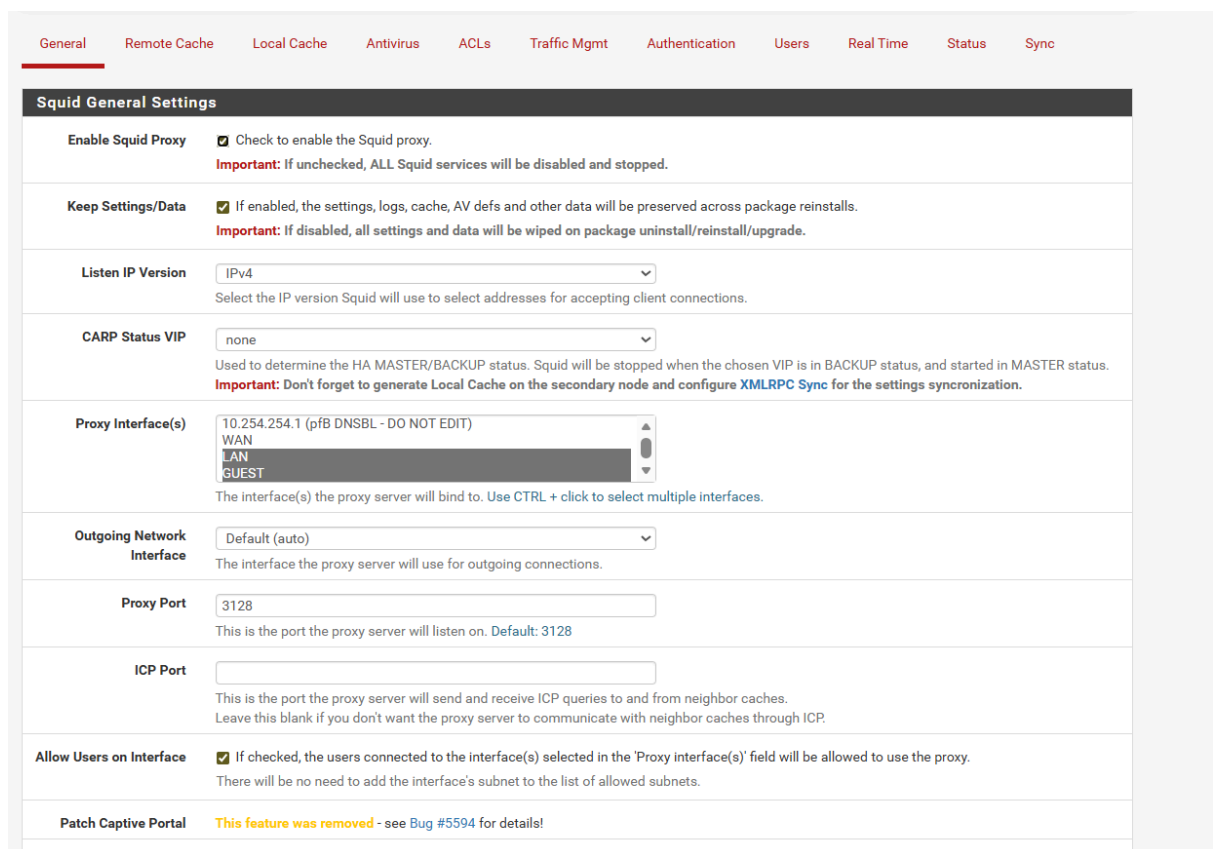 General Remote Cache Local Cache Antivirus ACLs Traffic Mgmt Authentication Users Real Time Status Sync
Squid General Settings
Enable Squid Proxy Check to enable the Squid proxy.
Important: If unchecked, ALL Squid services will be disabled and stopped.
Keep Settings/Data If enabled, the settings, logs, cache, AV defs and other data will be preserved across package reinstalls.
Important: If disabled, all settings and data will be wiped on package uninstall/reinstall/upgrade.
Listen IP Version IPv4
Select the IP version Squid will use to select addresses for accepting client connections.
CARP Status VIP none
Used to determine the HA MASTER/BACKUP status. Squid will be stopped when the chosen VIP is in BACKUP status, and started in MASTER status.
Important: Don't forget to generate Local Cache on the secondary node and configure XMLRPC Sync for the settings syncronization.
Proxy Interface(s) 10.254.254.1 (pfB DNSBL - DO NOT EDIT)
WAN
LAN
GUEST
The interface(s) the proxy server will bind to. Use CTRL + click to select multiple interfaces.
Outgoing Network Default (auto)
Interface
The interface the proxy server will use for outgoing connections.
Proxy Port 3128
This is the port the proxy server will listen on. Default: 3128
ICP Port
This is the port the proxy server will send and receive ICP queries to and from neighbor caches.
Leave this blank if you don't want the proxy server to communicate with neighbor caches through ICP.
Allow Users on Interface If checked, the users connected to the interface(s) selected in the 'Proxy interface(s)' field will be allowed to use the proxy.
There will be no need to add the interface's subnet to the list of allowed subnets.
Patch Captive Portal This feature was removed - see Bug #5594 for details!